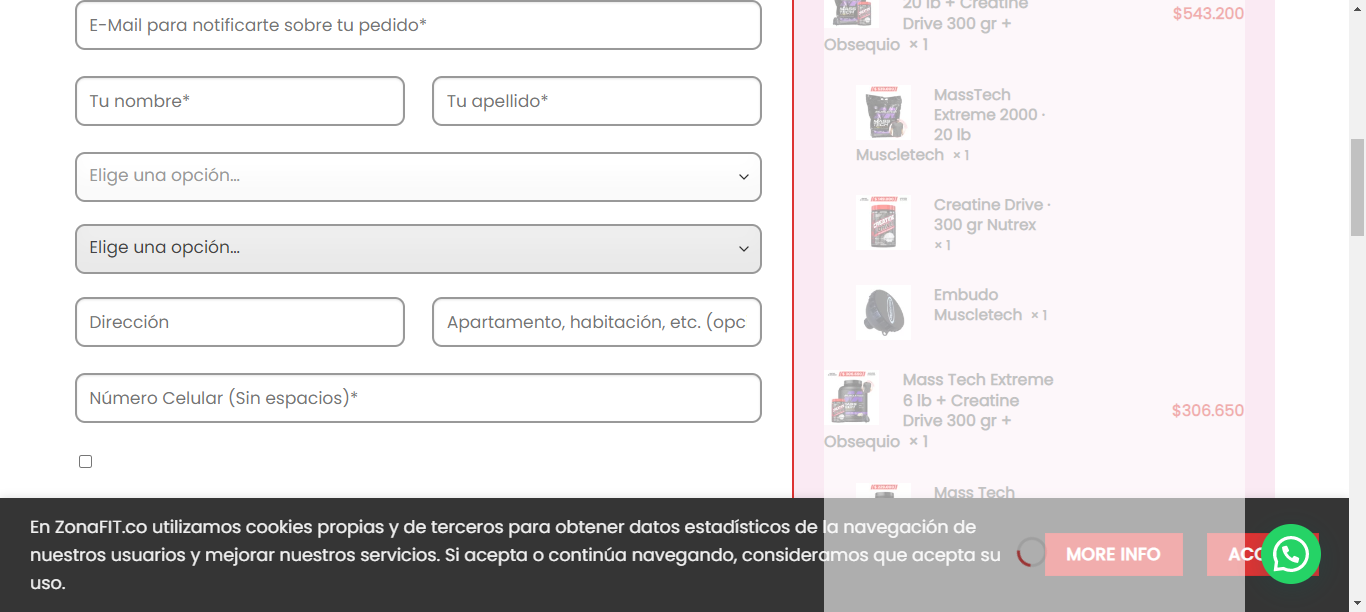 E-Mail para notificarte sobre tu pedido*
Tu nombre*
Tu apellido*
Elige una opción...
Elige una opción...
Dirección
Apartamento, habitación, etc. (opc
Número Celular (Sin espacios)*
20 lb + Creatine
Drive 300 gr +
Obsequio × 1
$543.200
MassTech
Extreme 2000 ·
20 lb
Muscletech × 1
Creatine Drive ·
300 gr Nutrex
× 1
Embudo
Muscletech × 1
Mass Tech Extreme
6 lb + Creatine
Drive 300 gr +
Obsequio × 1
$306.650
Mass Tech
En ZonaFIT.co utilizamos cookies propias y de terceros para obtener datos estadísticos de la navegación de
nuestros usuarios y mejorar nuestros servicios. Si acepta o continúa navegando, consideramos que acepta su
uso.
MORE INFO